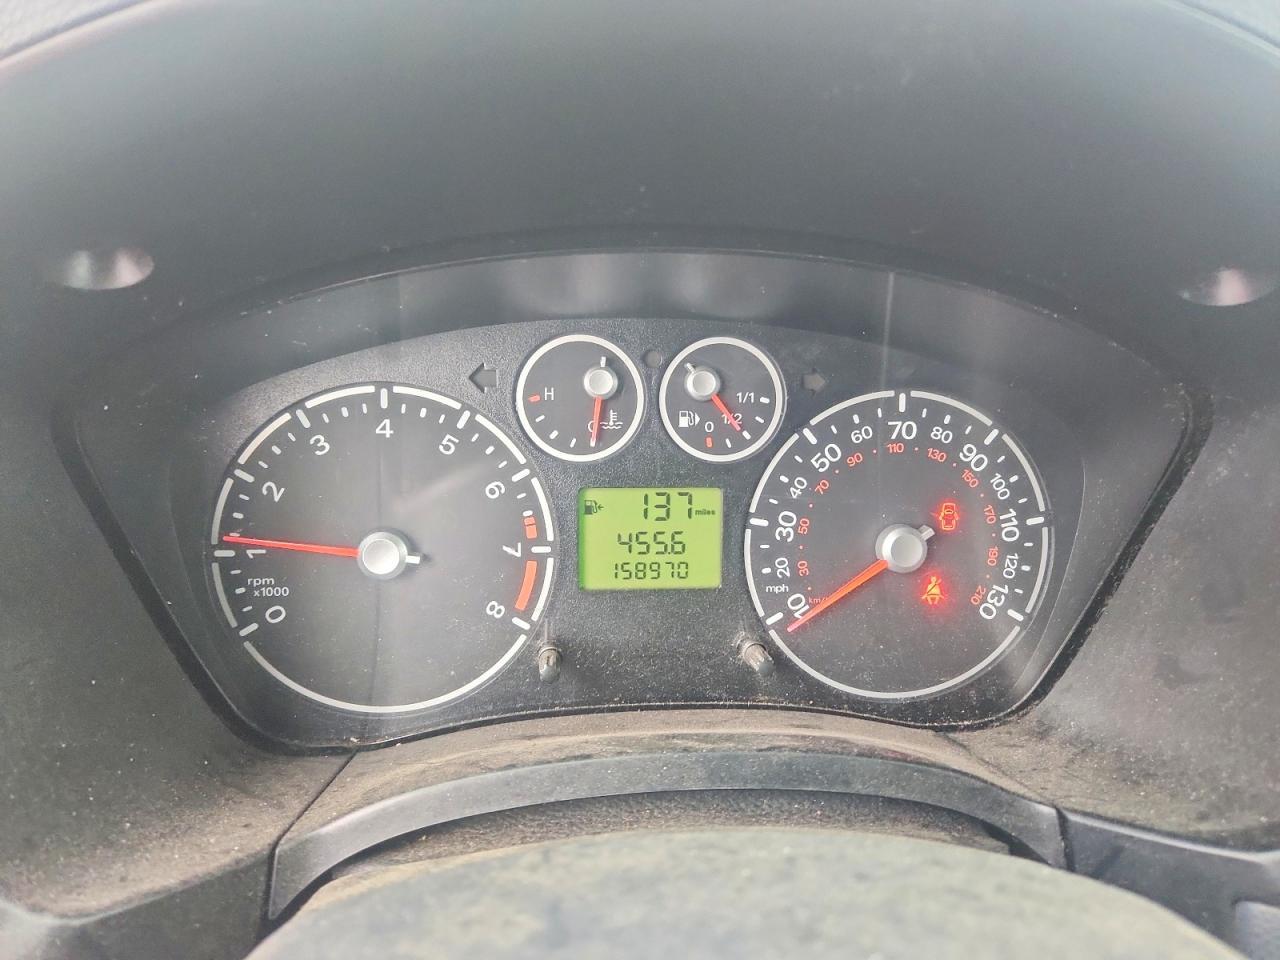 0 1 2 3 4 5 6 7 8
rpm
x1000
H
0 1/2 1/1
137 miles
455.6
158970
10 20 30 40 50 60 70 80 90 100 110 120 130
mph
km/h
30 50 70 90 110 130 150 170 190 210